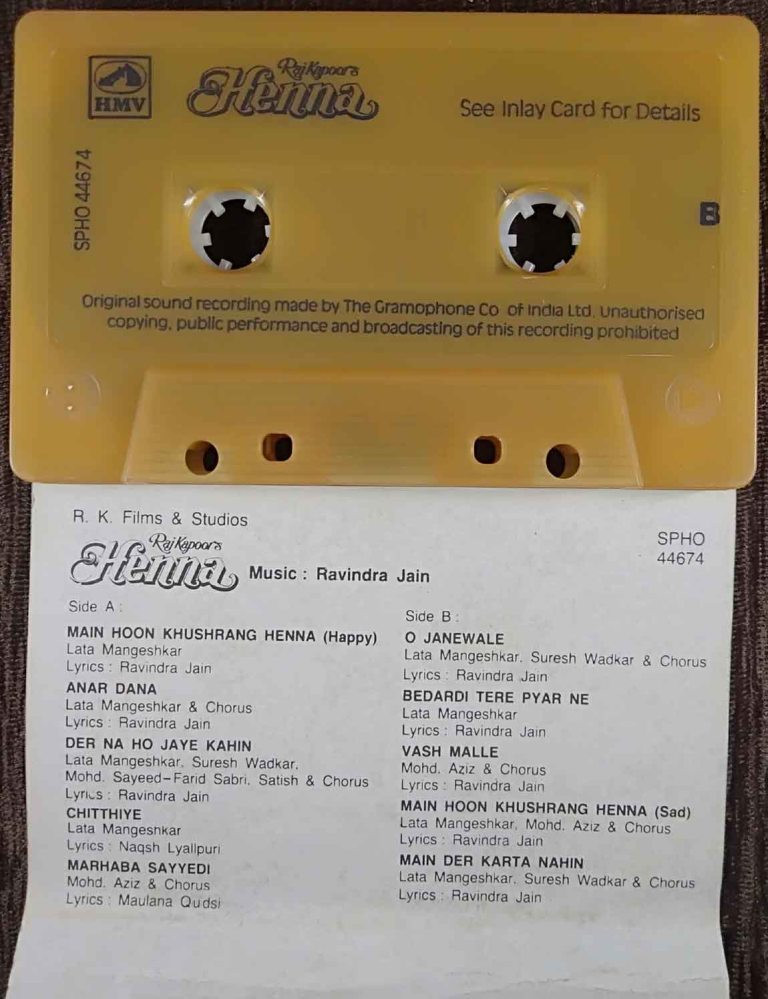 HMV
Raj Kapoor's
Henna
See Inlay Card for Details
SPHO 44674
B
Original sound recording made by The Gramophone Co of India Ltd. Unauthorised
copying, public performance and broadcasting of this recording prohibited
R. K. Films & Studios
Raj Kapoor's
Henna
Music : Ravindra Jain
SPHO
44674
Side A :
MAIN HOON KHUSHRANG HENNA (Happy)
Lata Mangeshkar
Lyrics : Ravindra Jain
ANAR DANA
Lata Mangeshkar & Chorus
Lyrics : Ravindra Jain
DER NA HO JAYE KAHIN
Lata Mangeshkar, Suresh Wadkar,
Mohd. Sayeed-Farid Sabri, Satish & Chorus
Lyrics : Ravindra Jain
CHITTHIYE
Lata Mangeshkar
Lyrics : Naqsh Lyallpuri
MARHABA SAYYEDI
Mohd. Aziz & Chorus
Lyrics : Maulana Qudsi
Side B :
O JANEWALE
Lata Mangeshkar, Suresh Wadkar & Chorus
Lyrics : Ravindra Jain
BEDARDI TERE PYAR NE
Lata Mangeshkar
Lyrics : Ravindra Jain
VASH MALLE
Mohd. Aziz & Chorus
Lyrics : Ravindra Jain
MAIN HOON KHUSHRANG HENNA (Sad)
Lata Mangeshkar, Mohd. Aziz & Chorus
Lyrics : Ravindra Jain
MAIN DER KARTA NAHIN
Lata Mangeshkar, Suresh Wadkar & Chorus
Lyrics : Ravindra Jain